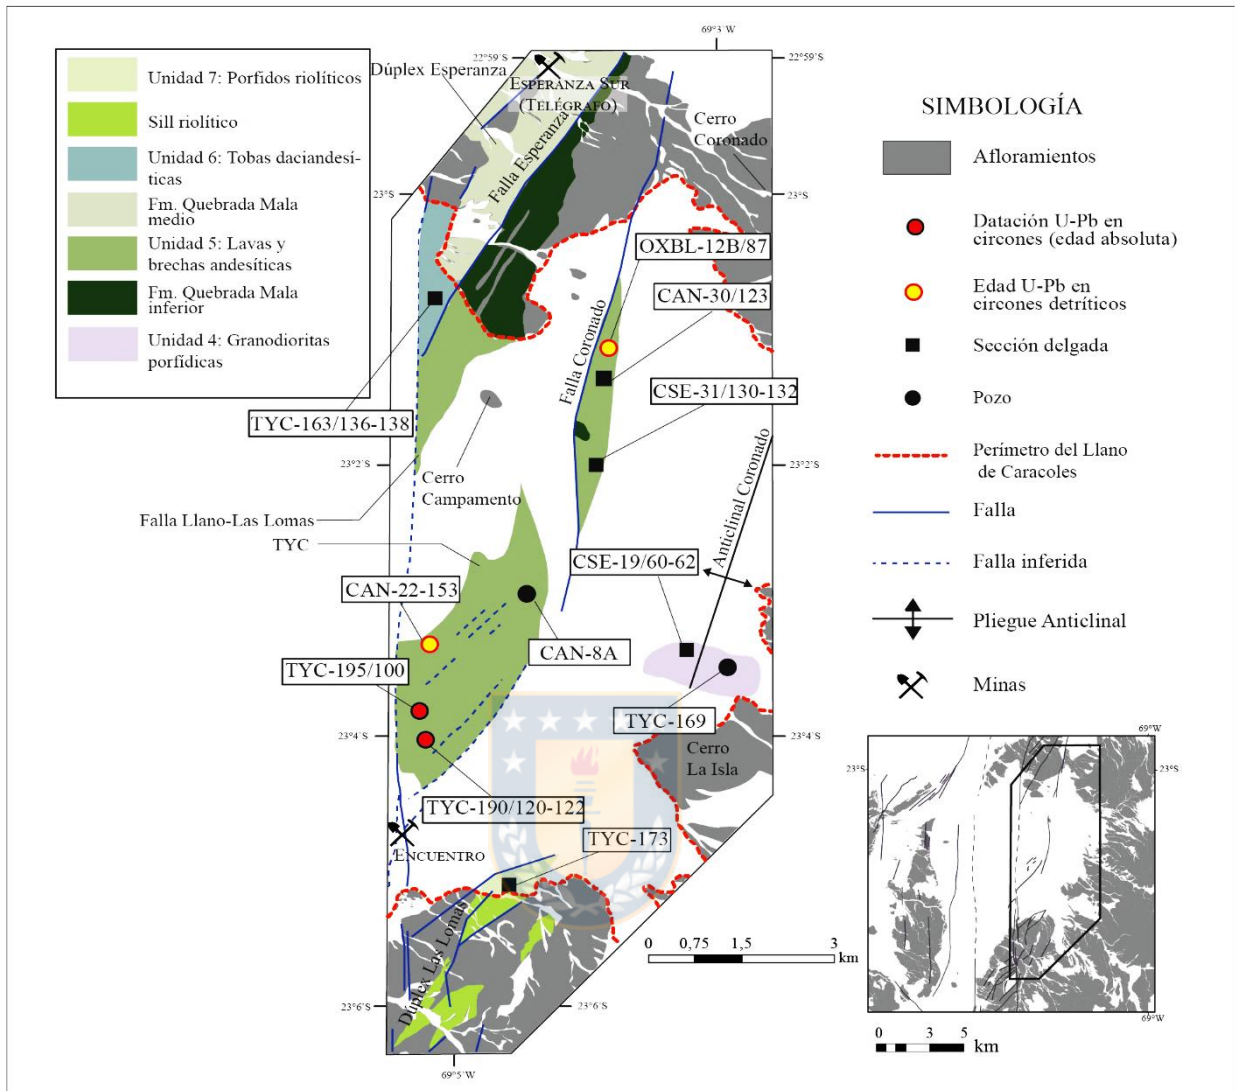 Unidad 7: Porfidos riolíticos
Sill riolítico
Unidad 6: Tobas daciandesí-
ticas
Fm. Quebrada Mala
medio
Unidad 5: Lavas y
brechas andesíticas
Fm. Quebrada Mala
inferior
Unidad 4: Granodioritas
porfídicas
69°3´W
22°59´S
22°59´S
Dúplex Esperanza
Esperanza Sur
(Telégrafo)
Falla Esperanza
Cerro
Coronado
23°S
23°S
OXBL-12B/87
CAN-30/123
Falla Coronado
CSE-31/130-132
TYC-163/136-138
23°2´S
23°2´S
Cerro
Campamento
Falla Llano-Las Lomas
TYC
Anticlinal Coronado
CSE-19/60-62
CAN-22-153
CAN-8A
TYC-195/100
TYC-169
23°4´S
23°4´S
Cerro
La Isla
TYC-190/120-122
TYC-173
Encuentro
Dúplex Las Lomas
0
0,75
1,5
3
km
23°6´S
23°6´S
69°5´W
SIMBOLOGÍA
Afloramientos
Datación U-Pb en
circones (edad absoluta)
Edad U-Pb en
circones detríticos
Sección delgada
Pozo
Perímetro del Llano
de Caracoles
Falla
Falla inferida
Pliegue Anticlinal
Minas
69°W
23°S
23°S
69°W
0
3
5
km